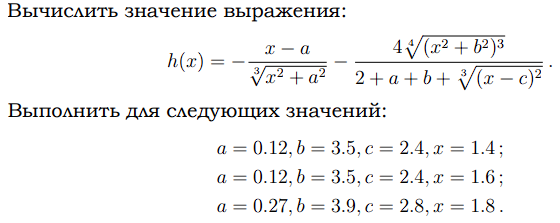 Вычислить значение выражения:
h(x) = −\frac{x − a}{\sqrt[3]{x^2 + a^2}} − \frac{4\sqrt[4]{(x^2 + b^2)^3}}{2 + a + b + \sqrt[3]{(x − c)^2}} .
Выполнить для следующих значений:
a = 0.12, b = 3.5, c = 2.4, x = 1.4 ;
a = 0.12, b = 3.5, c = 2.4, x = 1.6 ;
a = 0.27, b = 3.9, c = 2.8, x = 1.8 .